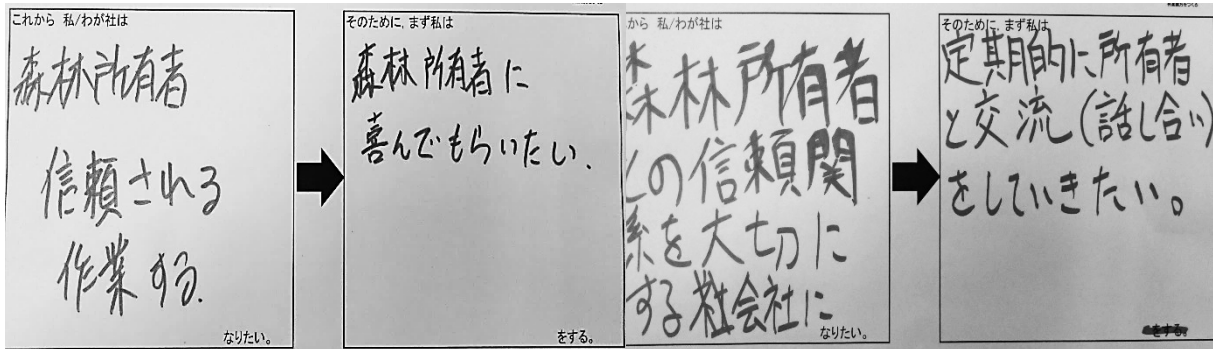 これから 私/わが社は
森林所有者
信頼される
作業する.
なりたい。
そのために, まず私は
森林所有者に
喜んでもらいたい.
をする。
から 私/わが社は
森林所有者
との信頼関
係を大切に
する会社に
なりたい。
そのために, まず私は
定期的に所有者
と交流(話し合い)
をしていきたい。